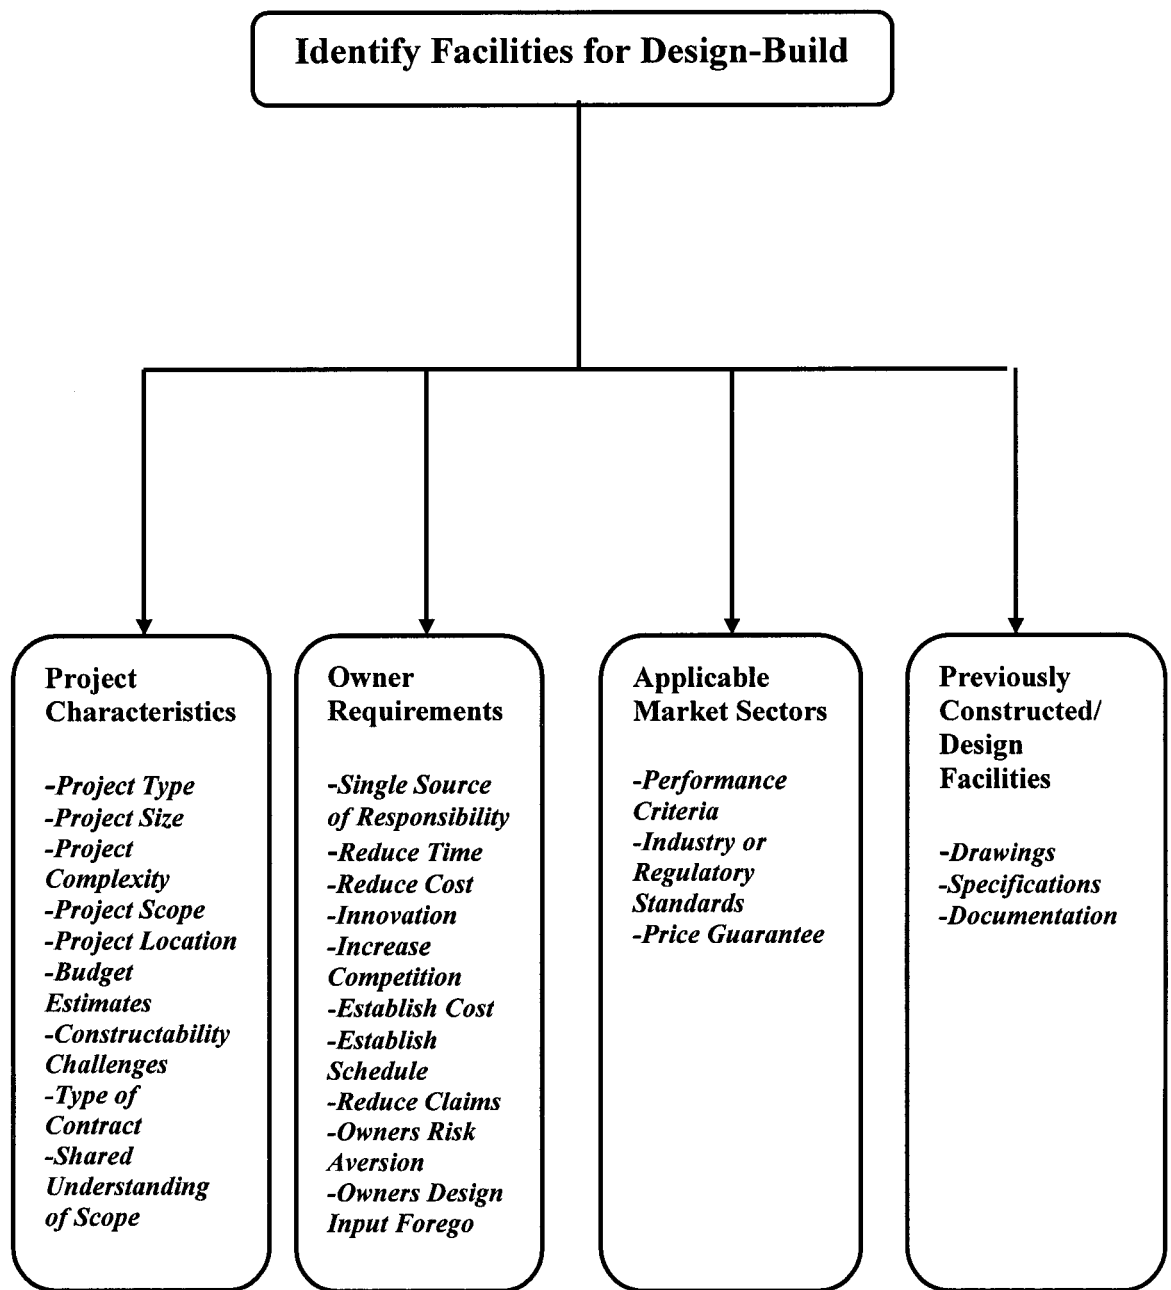 Identify Facilities for Design-Build
Project
Characteristics
-Project Type
-Project Size
-Project
Complexity
-Project Scope
-Project Location
-Budget
Estimates
-Constructability
Challenges
-Type of
Contract
-Shared
Understanding
of Scope
Owner
Requirements
-Single Source
of Responsibility
-Reduce Time
-Reduce Cost
-Innovation
-Increase
Competition
-Establish Cost
-Establish
Schedule
-Reduce Claims
-Owners Risk
Aversion
-Owners Design
Input Forego
Applicable
Market Sectors
-Performance
Criteria
-Industry or
Regulatory
Standards
-Price Guarantee
Previously
Constructed/
Design
Facilities
-Drawings
-Specifications
-Documentation